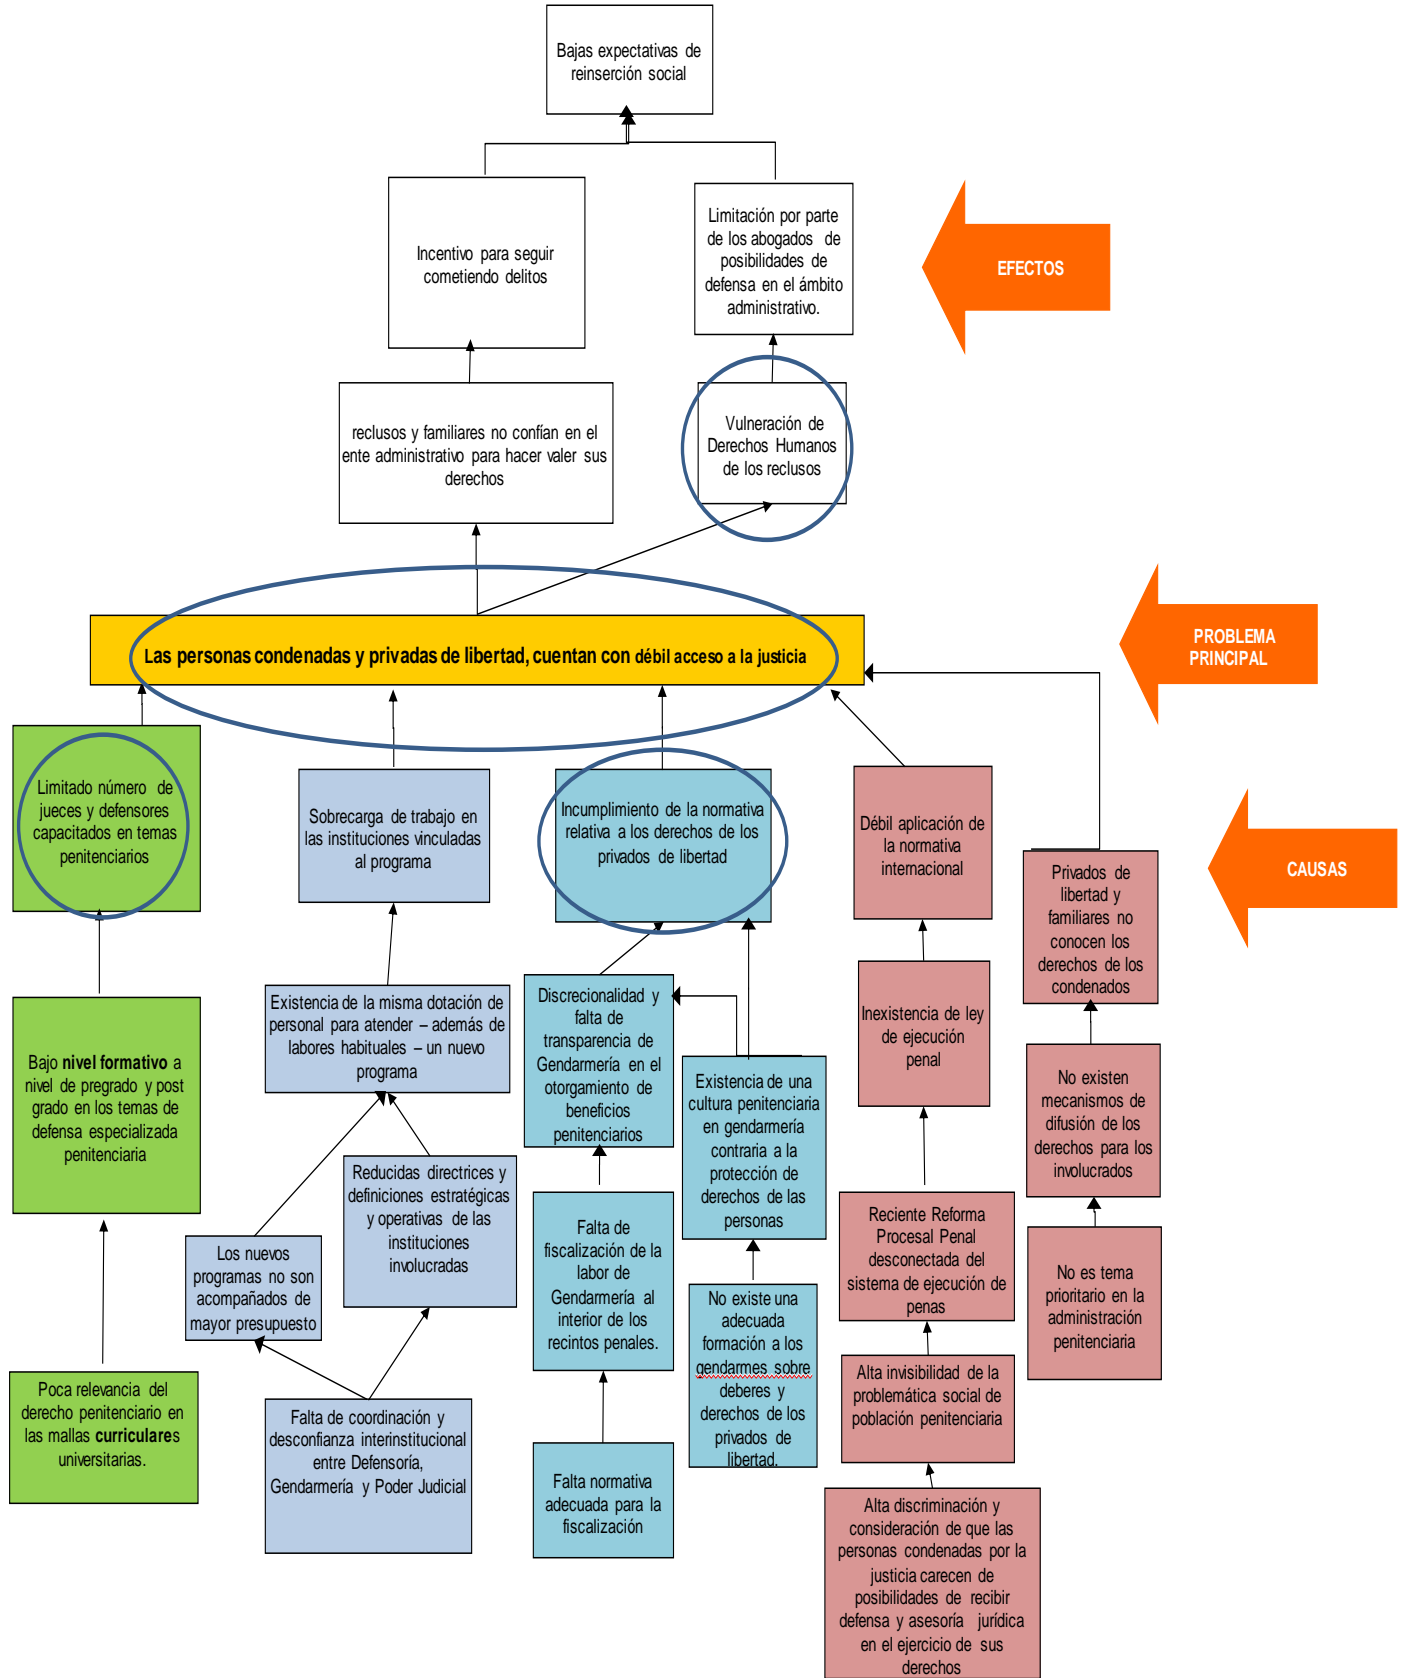 Bajas expectativas de
reinserción social
Incentivo para seguir
cometiendo delitos
Limitación por parte
de los abogados de
posibilidades de
defensa en el ámbito
administrativo.
EFECTOS
reclusos y familiares no confían en el
ente administrativo para hacer valer sus
derechos
Vulneración de
Derechos Humanos
de los reclusos
Las personas condenadas y privadas de libertad, cuentan con débil acceso a la justicia
PROBLEMA
PRINCIPAL
Limitado número de
jueces y defensores
capacitados en temas
penitenciarios
Sobrecarga de trabajo en
las instituciones vinculadas
al programa
Incumplimiento de la normativa
relativa a los derechos de los
privados de libertad
Débil aplicación de
la normativa
internacional
Privados de
libertad y
familiares no
conocen los
derechos de los
condenados
CAUSAS
Bajo nivel formativo a
nivel de pregrado y post
grado en los temas de
defensa especializada
penitenciaria
Existencia de la misma dotación de
personal para atender – además de
labores habituales – un nuevo
programa
Discrecionalidad y
falta de
transparencia de
Gendarmería en el
otorgamiento de
beneficios
penitenciarios
Existencia de una
cultura penitenciaria
en gendarmería
contraria a la
protección de
derechos de las
personas
Inexistencia de ley
de ejecución
penal
No existen
mecanismos de
difusión de los
derechos para los
involucrados
Los nuevos
programas no son
acompañados de
mayor presupuesto
Reducidas directrices y
definiciones estratégicas
y operativas de las
instituciones
involucradas
Falta de
fiscalización de la
labor de
Gendarmería al
interior de los
recintos penales.
No existe una
adecuada
formación a los
gendarmes sobre
deberes y
derechos de los
privados de
libertad.
Reciente Reforma
Procesal Penal
desconectada del
sistema de ejecución de
penas
No es tema
prioritario en la
administración
penitenciaria
Poca relevancia del
derecho penitenciario en
las mallas curriculares
universitarias.
Falta de coordinación y
desconfianza interinstitucional
entre Defensoría,
Gendarmería y Poder Judicial
Falta normativa
adecuada para la
fiscalización
Alta invisibilidad de la
problemática social de
población penitenciaria
Alta discriminación y
consideración de que las
personas condenadas por la
justicia carecen de
posibilidades de recibir
defensa y asesoría jurídica
en el ejercicio de sus
derechos